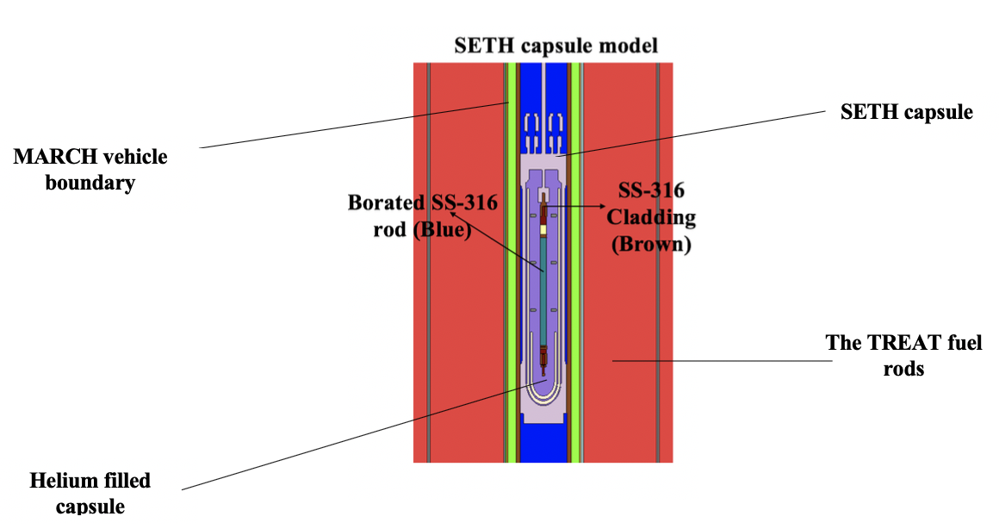 SETH capsule model
SETH capsule
MARCH vehicle
boundary
Borated SS-316
rod (Blue)
SS-316
Cladding
(Brown)
The TREAT fuel
rods
Helium filled
capsule